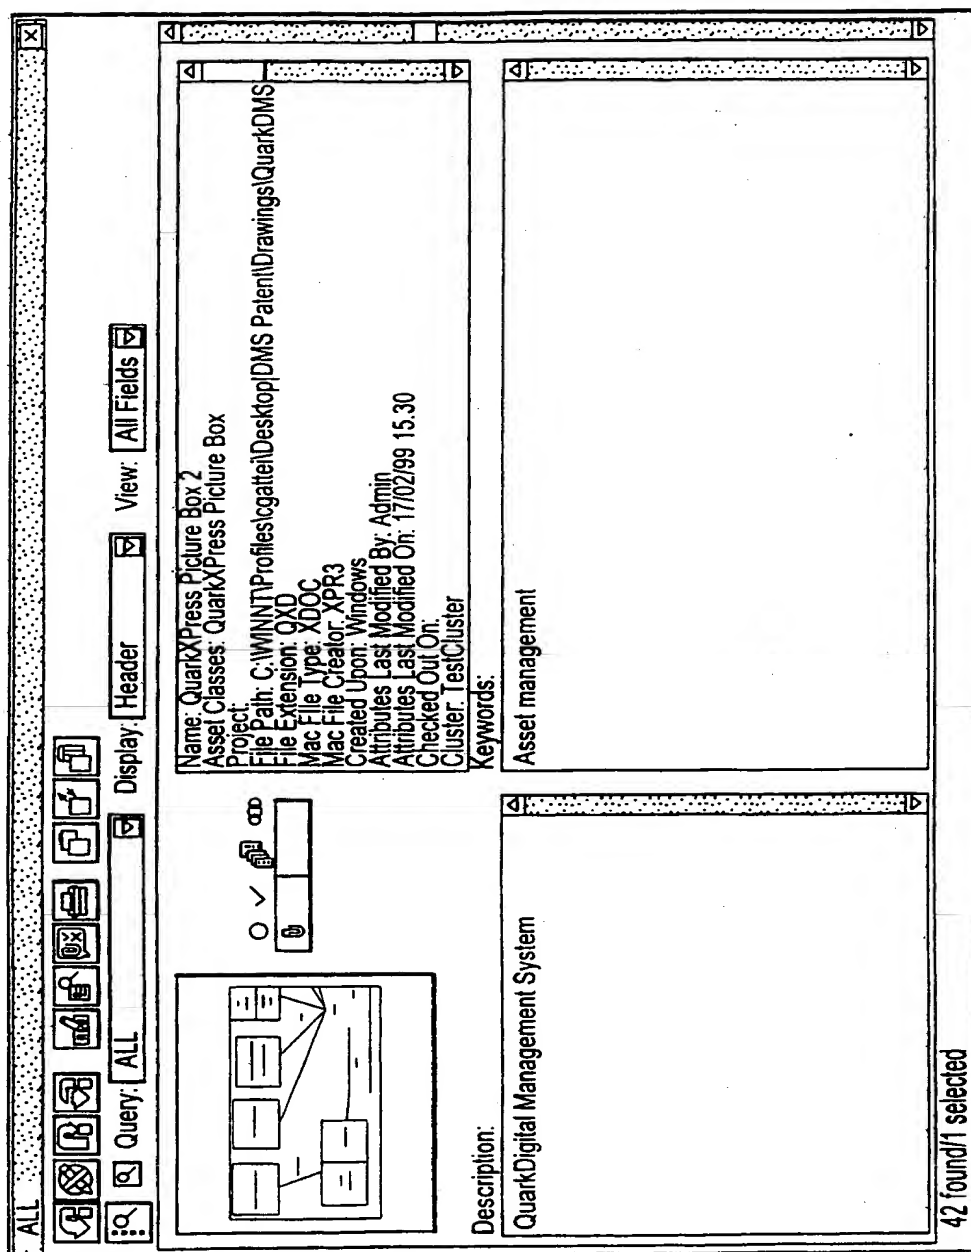 ALL
Query: ALL Display: Header View: All Fields
Name: QuarkXPress Picture Box 2
Asset Classes: QuarkXPress Picture Box
Project:
File Path: C:\WINNT\Profiles\cgattei\Desktop|DMS Patent\Drawings\QuarkDMS
File Extension: QXD
Mac File Type: XDOC
Mac File Creator: XPR3
Created Upon: Windows
Attributes Last Modified By: Admin
Attributes Last Modified On: 17/02/99 15.30
Checked Out On:
Cluster: TestCluster
Description:
QuarkDigital Management System
Keywords:
Asset management
42 found/1 selected